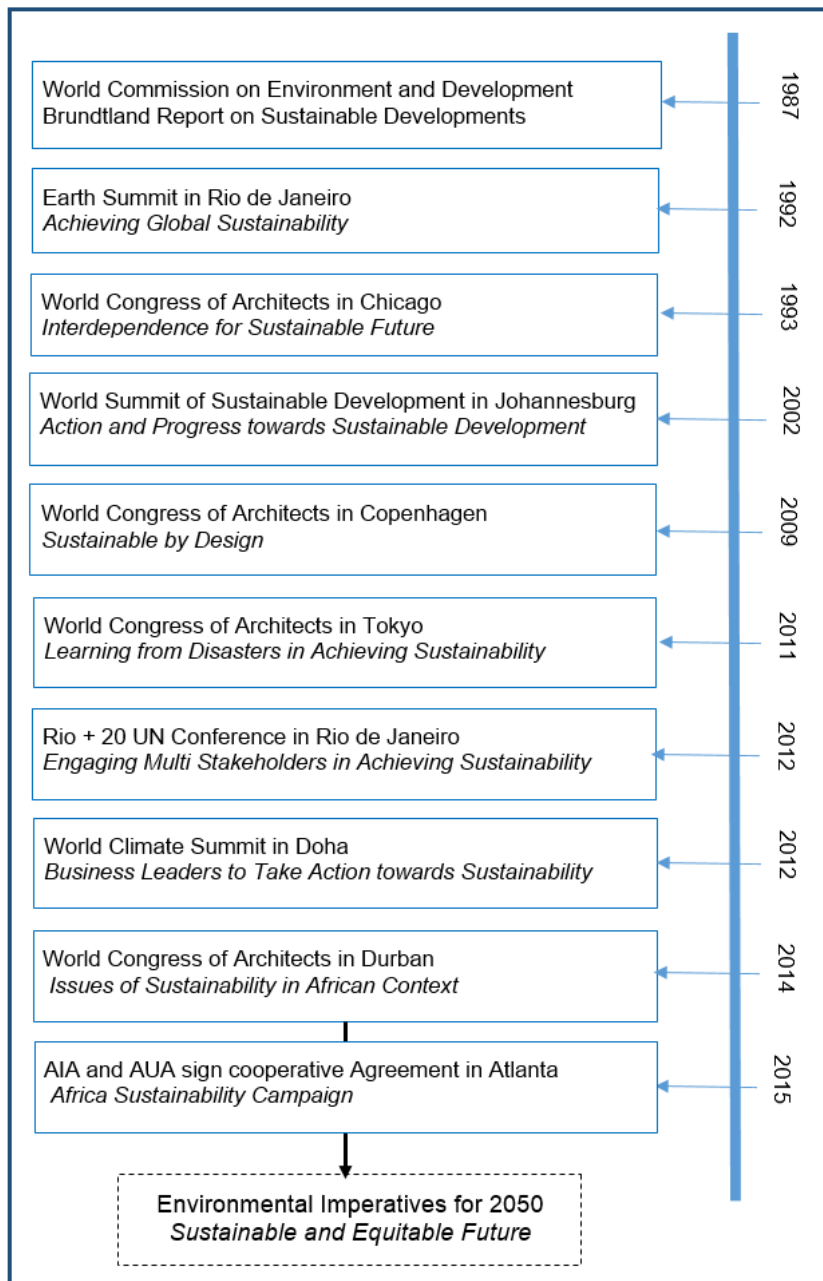 World Commission on Environment and Development
Brundtland Report on Sustainable Developments
1987
Earth Summit in Rio de Janeiro
Achieving Global Sustainability
1992
World Congress of Architects in Chicago
Interdependence for Sustainable Future
1993
World Summit of Sustainable Development in Johannesburg
Action and Progress towards Sustainable Development
2002
World Congress of Architects in Copenhagen
Sustainable by Design
2009
World Congress of Architects in Tokyo
Learning from Disasters in Achieving Sustainability
2011
Rio + 20 UN Conference in Rio de Janeiro
Engaging Multi Stakeholders in Achieving Sustainability
2012
World Climate Summit in Doha
Business Leaders to Take Action towards Sustainability
2012
World Congress of Architects in Durban
Issues of Sustainability in African Context
2014
AIA and AUA sign cooperative Agreement in Atlanta
Africa Sustainability Campaign
2015
Environmental Imperatives for 2050
Sustainable and Equitable Future